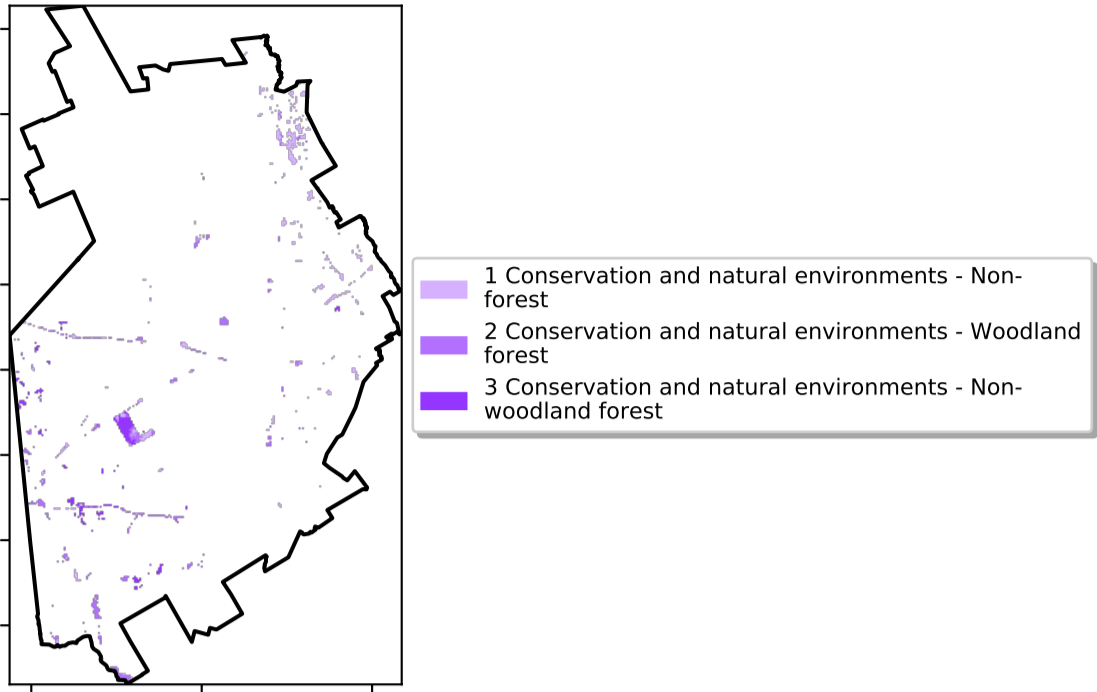 1 Conservation and natural environments - Non-
forest
2 Conservation and natural environments - Woodland
forest
3 Conservation and natural environments - Non-
woodland forest